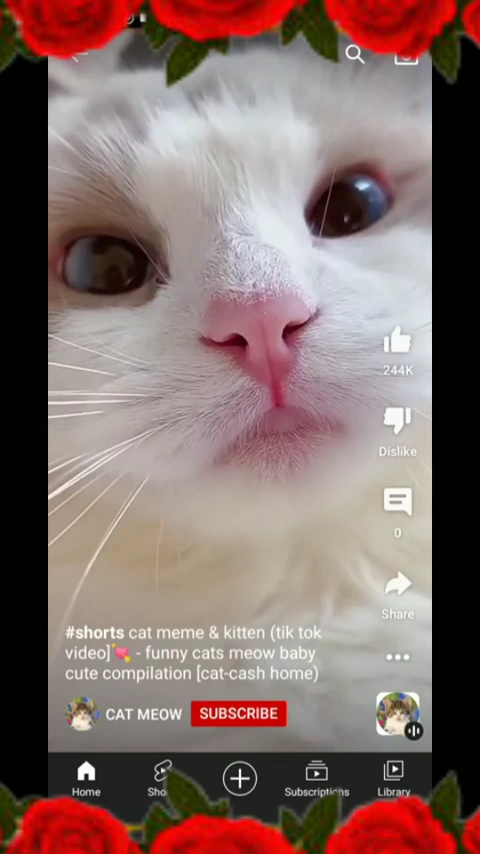 244K
Dislike
0
Share
#shorts cat meme & kitten (tik tok
video]💘 - funny cats meow baby
cute compilation [cat-cash home)
CAT MEOW SUBSCRIBE
Home Subscriptions Library